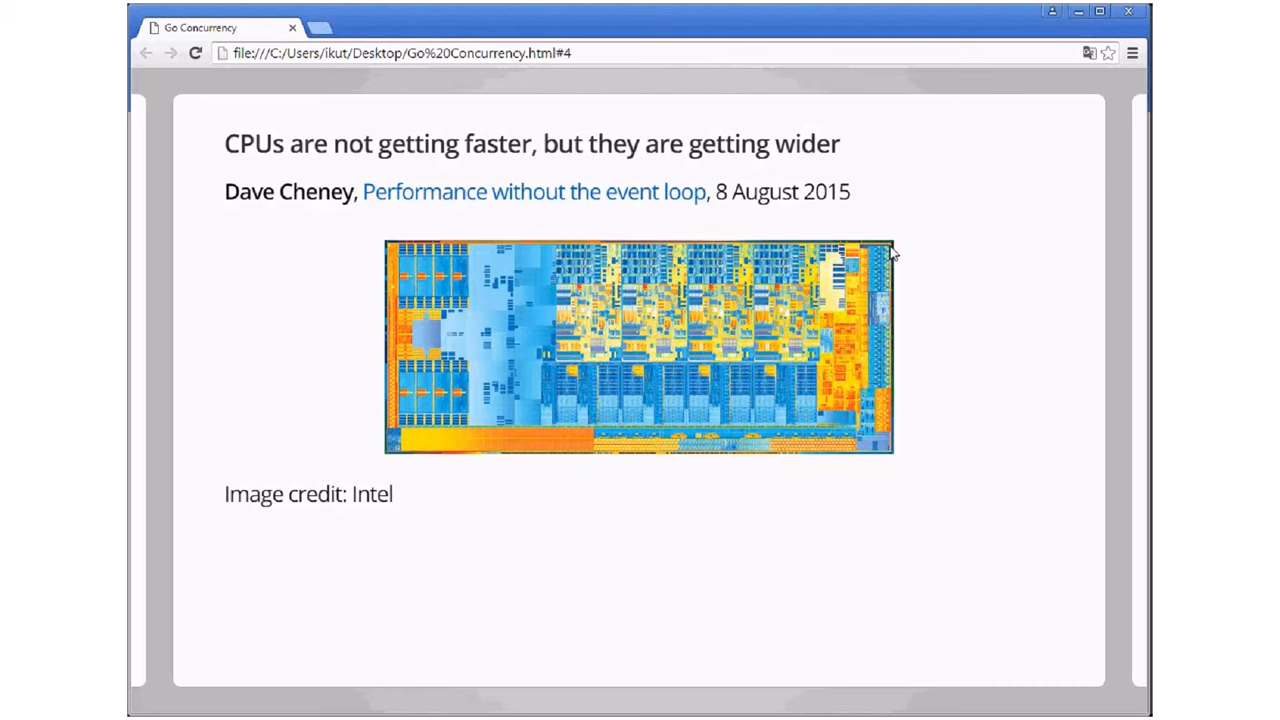 Go Concurrency
file:///C:/Users/ikut/Desktop/Go%20Concurrency.html#4
CPUs are not getting faster, but they are getting wider
Dave Cheney, Performance without the event loop, 8 August 2015
Image credit: Intel